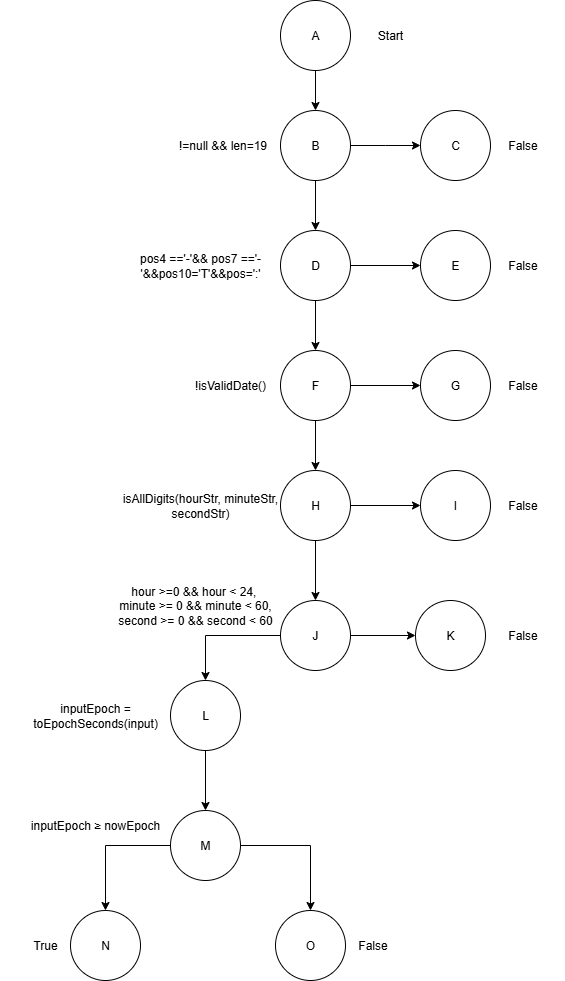 A
Start
!=null && len=19
B
C
False
pos4 =='-'&& pos7 =='-
'&&pos10='T'&&pos=':'
D
E
False
!isValidDate()
F
G
False
isAllDigits(hourStr, minuteStr,
secondStr)
H
I
False
hour >=0 && hour < 24,
minute >= 0 && minute < 60,
second >= 0 && second < 60
J
K
False
inputEpoch =
toEpochSeconds(input)
L
inputEpoch ≥ nowEpoch
M
True
N
O
False